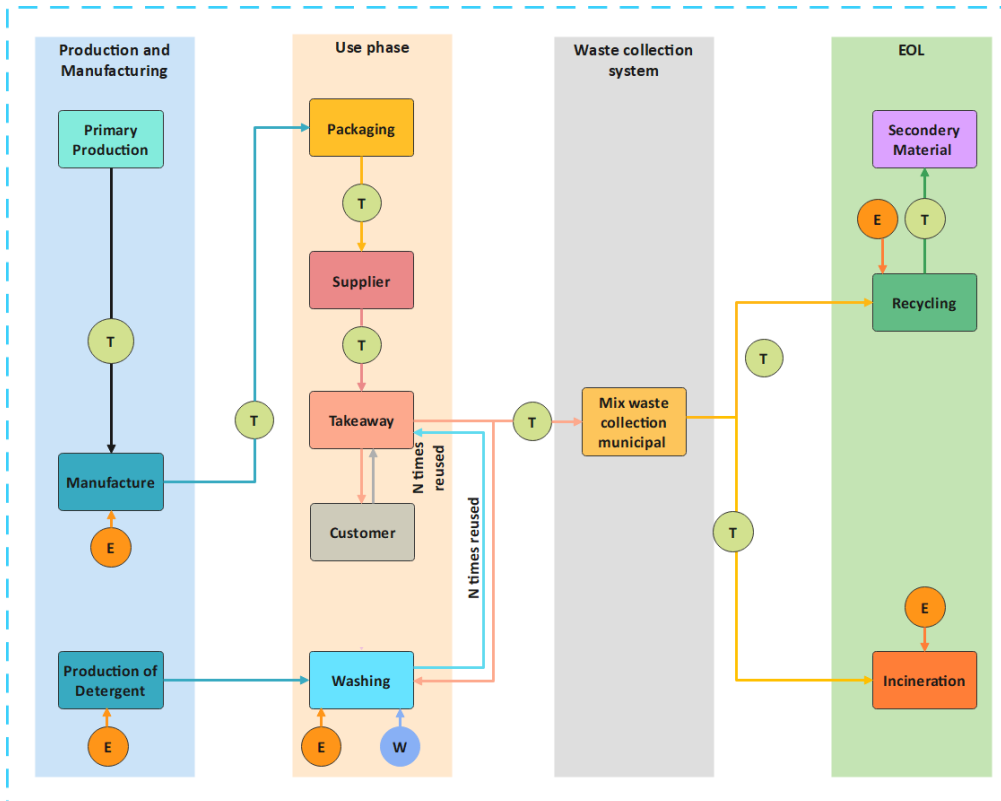 Production and
Manufacturing
Primary
Production
T
Manufacture
E
Production of
Detergent
E
T
Use phase
Packaging
T
Supplier
T
Takeaway
N times
reused
Customer
N times reused
Washing
E
W
T
Waste collection
system
Mix waste
collection
municipal
T
T
EOL
Secondery
Material
E
T
Recycling
E
Incineration